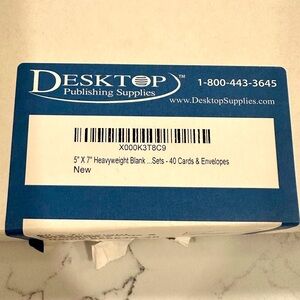 DESKTOP™
Publishing Supplies
1-800-443-3645
www.DesktopSupplies.com
X000K3T8C9
5" X 7" Heavyweight Blank ...Sets - 40 Cards & Envelopes
New